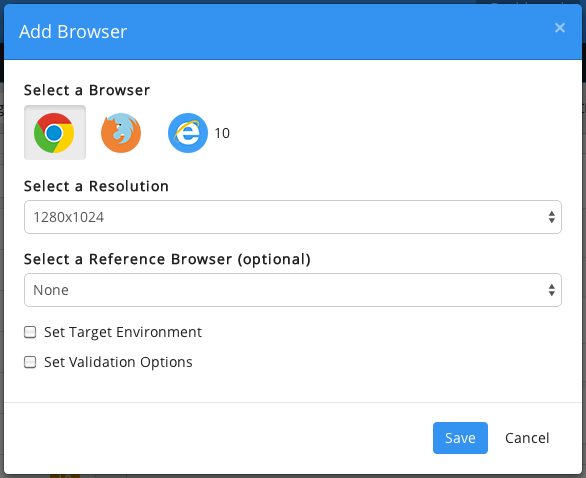 Add Browser
×
Select a Browser
10
Select a Resolution
1280x1024
Select a Reference Browser (optional)
None
Set Target Environment
Set Validation Options
Save Cancel